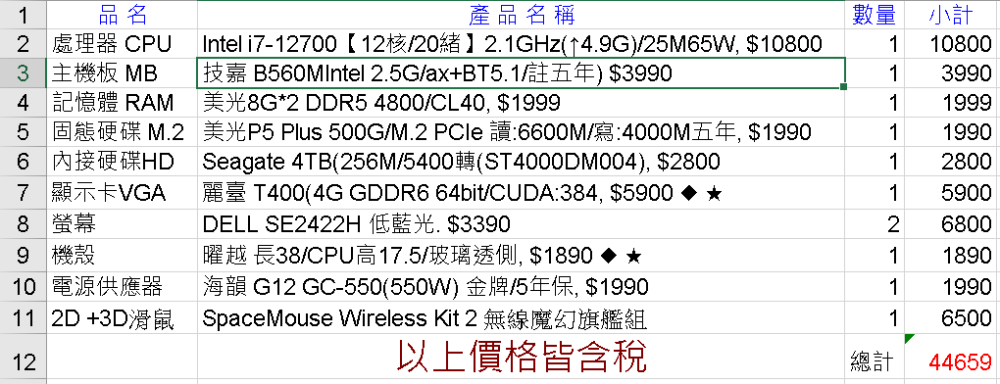 1 品 名 產 品 名 稱 數量 小計
2 處理器 CPU Intel i7-12700【12核/20緒】2.1GHz(↑4.9G)/25M65W, $10800 1 10800
3 主機板 MB 技嘉 B560MIntel 2.5G/ax+BT5.1/註五年) $3990 1 3990
4 記憶體 RAM 美光8G*2 DDR5 4800/CL40, $1999 1 1999
5 固態硬碟 M.2 美光P5 Plus 500G/M.2 PCIe 讀:6600M/寫:4000M五年, $1990 1 1990
6 內接硬碟HD Seagate 4TB(256M/5400轉(ST4000DM004), $2800 1 2800
7 顯示卡VGA 麗臺 T400(4G GDDR6 64bit/CUDA:384, $5900 ◆ ★ 1 5900
8 螢幕 DELL SE2422H 低藍光. $3390 2 6800
9 機殼 曜越 長38/CPU高17.5/玻璃透側, $1890 ◆ ★ 1 1890
10 電源供應器 海韻 G12 GC-550(550W) 金牌/5年保, $1990 1 1990
11 2D +3D滑鼠 SpaceMouse Wireless Kit 2 無線魔幻旗艦組 1 6500
12 以上價格皆含稅 總計 44659